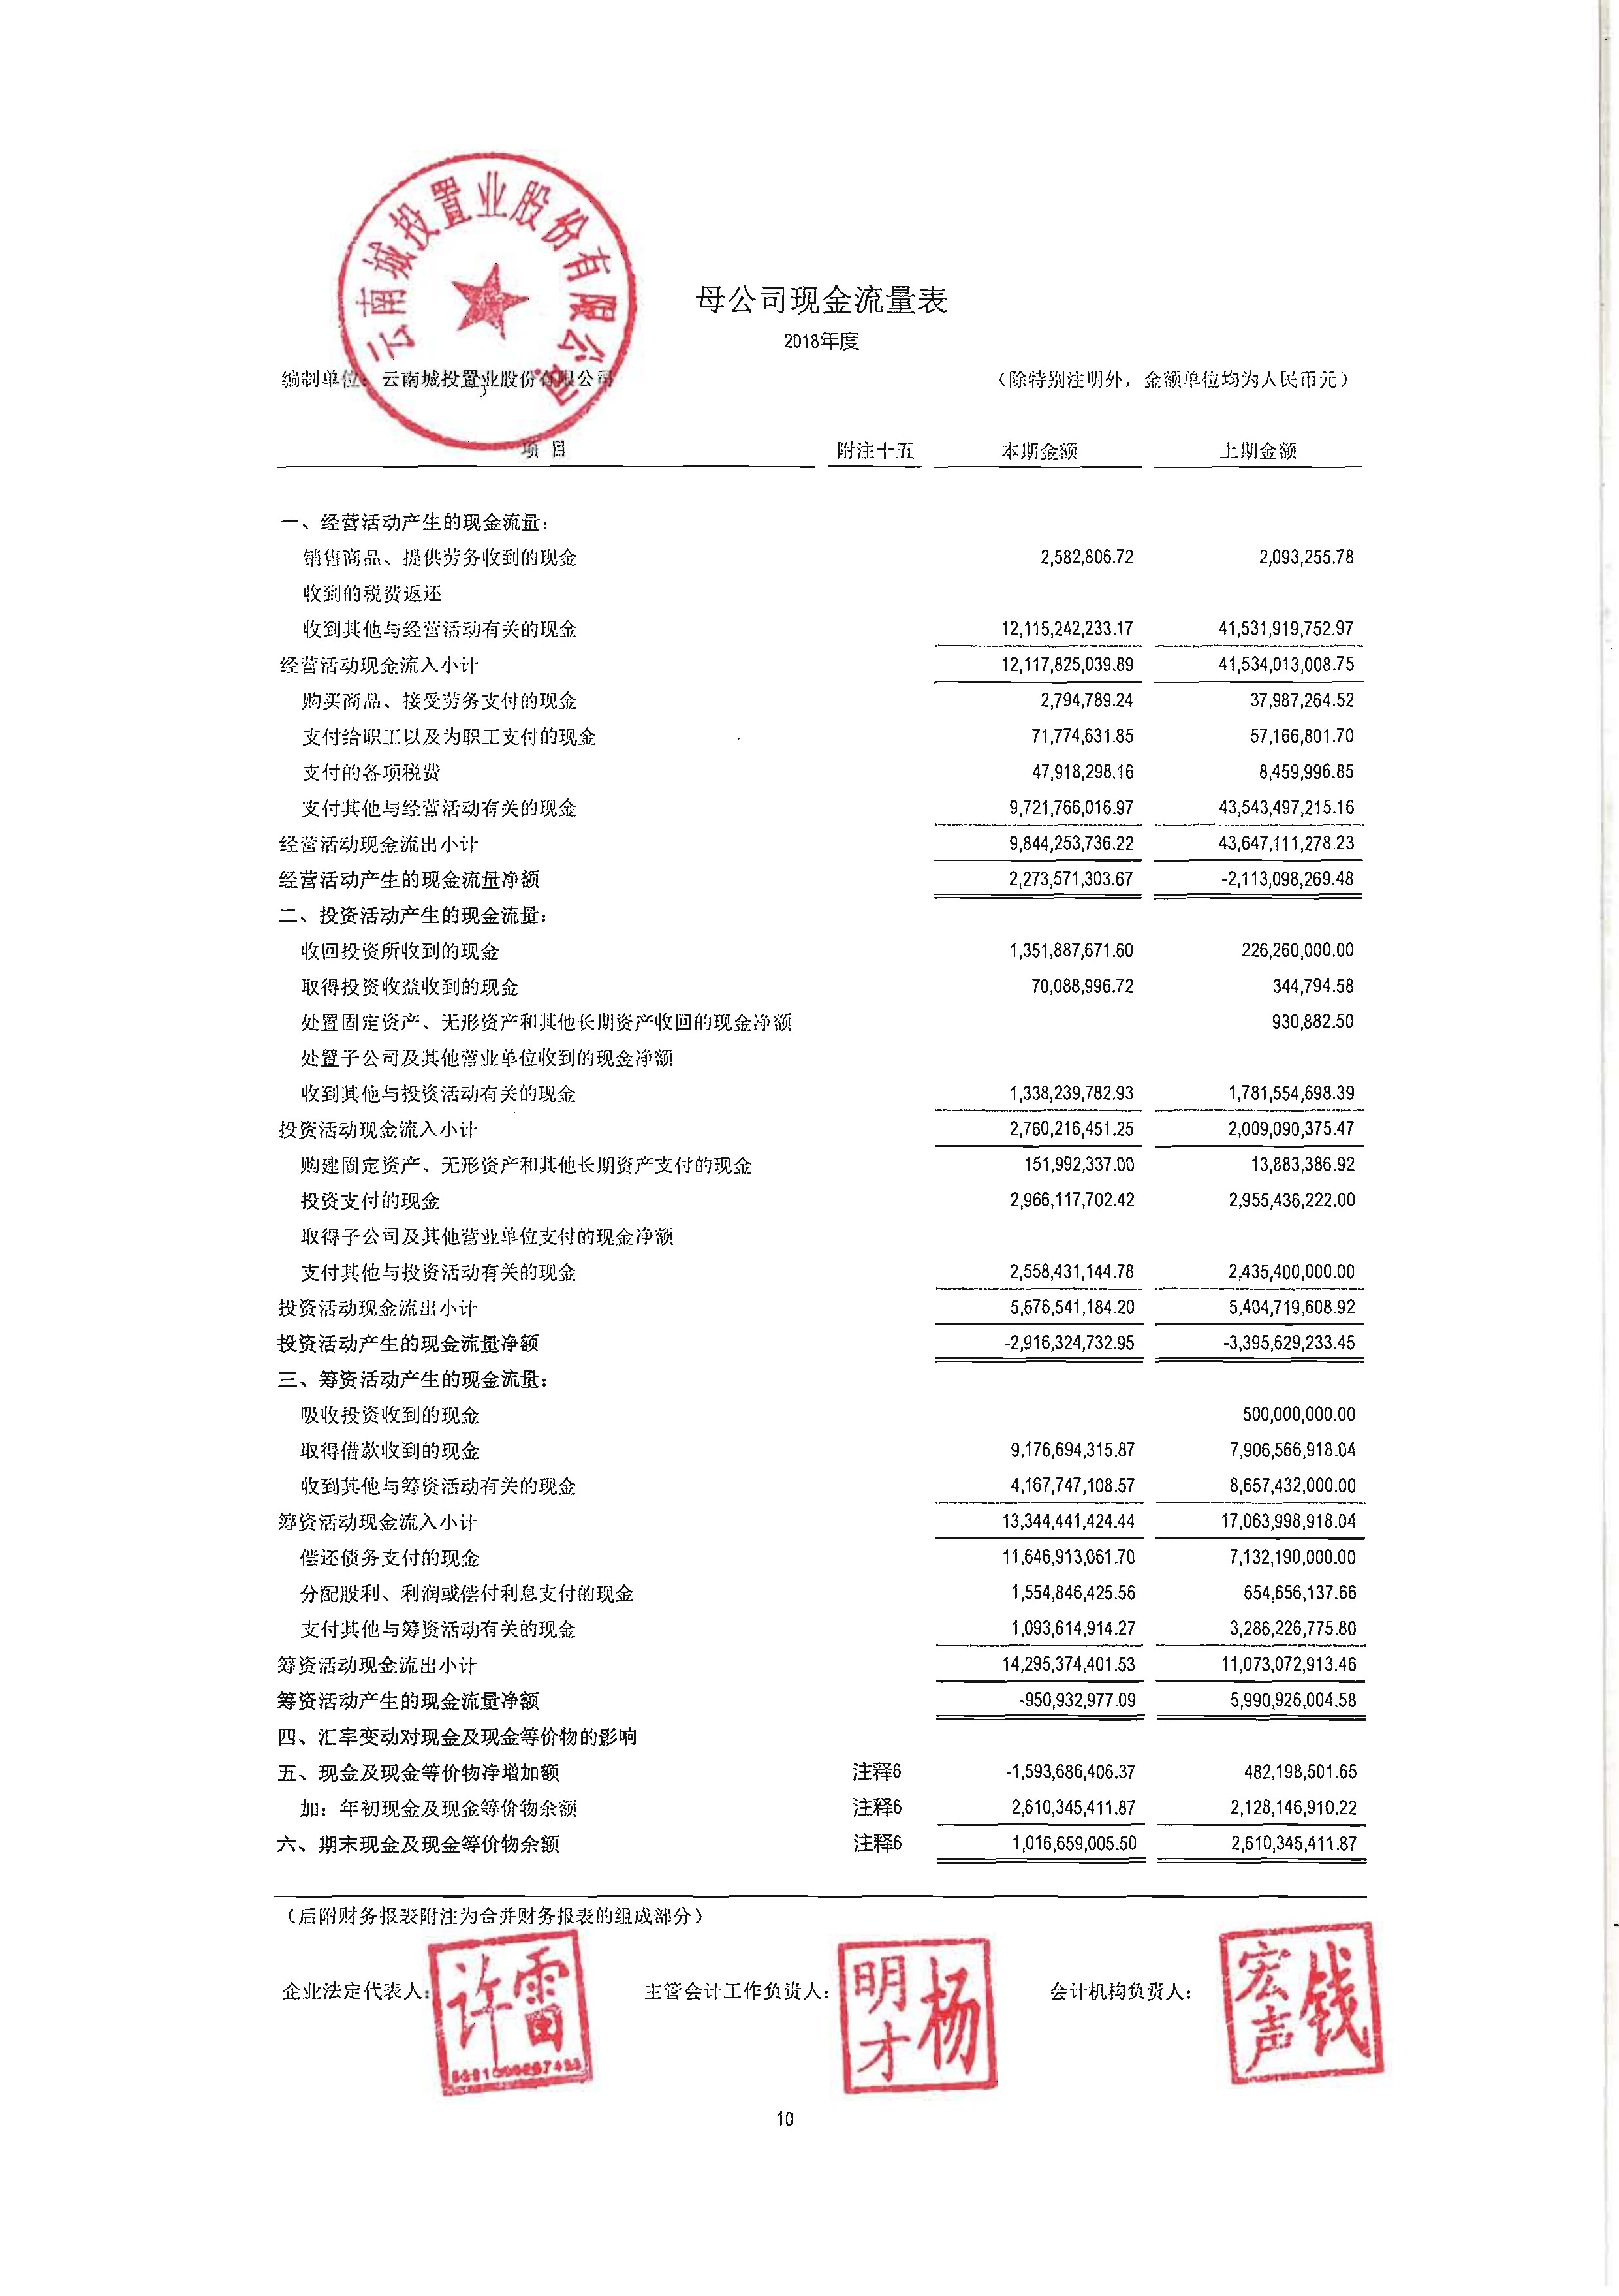 云南城投置业股份有限公司
母公司现金流量表
2018年度
编制单位：云南城投置业股份有限公司 （除特别注明外，金额单位均为人民币元）
项 目 附注十五 本期金额 上期金额
一、经营活动产生的现金流量：
销售商品、提供劳务收到的现金 2,582,806.72 2,093,255.78
收到的税费返还
收到其他与经营活动有关的现金 12,115,242,233.17 41,531,919,752.97
经营活动现金流入小计 12,117,825,039.89 41,534,013,008.75
购买商品、接受劳务支付的现金 2,794,789.24 37,987,264.52
支付给职工以及为职工支付的现金 71,774,631.85 57,166,801.70
支付的各项税费 47,918,298.16 8,459,996.85
支付其他与经营活动有关的现金 9,721,766,016.97 43,543,497,215.16
经营活动现金流出小计 9,844,253,736.22 43,647,111,278.23
经营活动产生的现金流量净额 2,273,571,303.67 -2,113,098,269.48
二、投资活动产生的现金流量：
收回投资所收到的现金 1,351,887,671.60 226,260,000.00
取得投资收益收到的现金 70,088,996.72 344,794.58
处置固定资产、无形资产和其他长期资产收回的现金净额 930,882.50
处置子公司及其他营业单位收到的现金净额
收到其他与投资活动有关的现金 1,338,239,782.93 1,781,554,698.39
投资活动现金流入小计 2,760,216,451.25 2,009,090,375.47
购建固定资产、无形资产和其他长期资产支付的现金 151,992,337.00 13,883,386.92
投资支付的现金 2,966,117,702.42 2,955,436,222.00
取得子公司及其他营业单位支付的现金净额
支付其他与投资活动有关的现金 2,558,431,144.78 2,435,400,000.00
投资活动现金流出小计 5,676,541,184.20 5,404,719,608.92
投资活动产生的现金流量净额 -2,916,324,732.95 -3,395,629,233.45
三、筹资活动产生的现金流量：
吸收投资收到的现金 500,000,000.00
取得借款收到的现金 9,176,694,315.87 7,906,566,918.04
收到其他与筹资活动有关的现金 4,167,747,108.57 8,657,432,000.00
筹资活动现金流入小计 13,344,441,424.44 17,063,998,918.04
偿还债务支付的现金 11,646,913,061.70 7,132,190,000.00
分配股利、利润或偿付利息支付的现金 1,554,846,425.56 654,656,137.66
支付其他与筹资活动有关的现金 1,093,614,914.27 3,286,226,775.80
筹资活动现金流出小计 14,295,374,401.53 11,073,072,913.46
筹资活动产生的现金流量净额 -950,932,977.09 5,990,926,004.58
四、汇率变动对现金及现金等价物的影响
五、现金及现金等价物净增加额 注释6 -1,593,686,406.37 482,198,501.65
加：年初现金及现金等价物余额 注释6 2,610,345,411.87 2,128,146,910.22
六、期末现金及现金等价物余额 注释6 1,016,659,005.50 2,610,345,411.87
（后附财务报表附注为合并财务报表的组成部分）
企业法定代表人： 许雷 主管会计工作负责人： 杨明才 会计机构负责人： 钱宏声
10